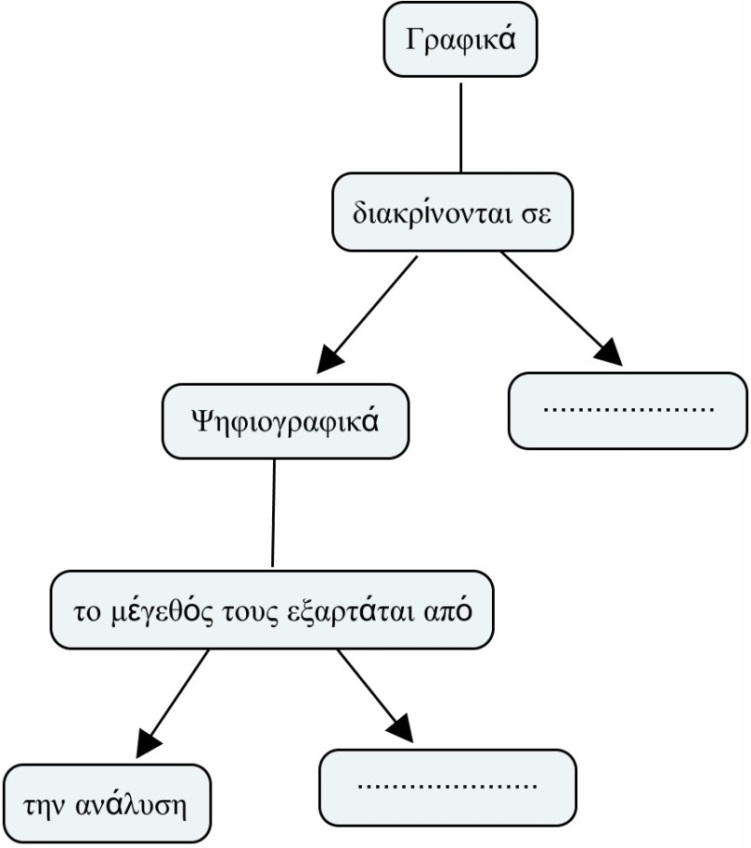 Γραφικά
διακρίνονται σε
Ψηφιογραφικά
....................
το μέγεθός τους εξαρτάται από
την ανάλυση
.....................